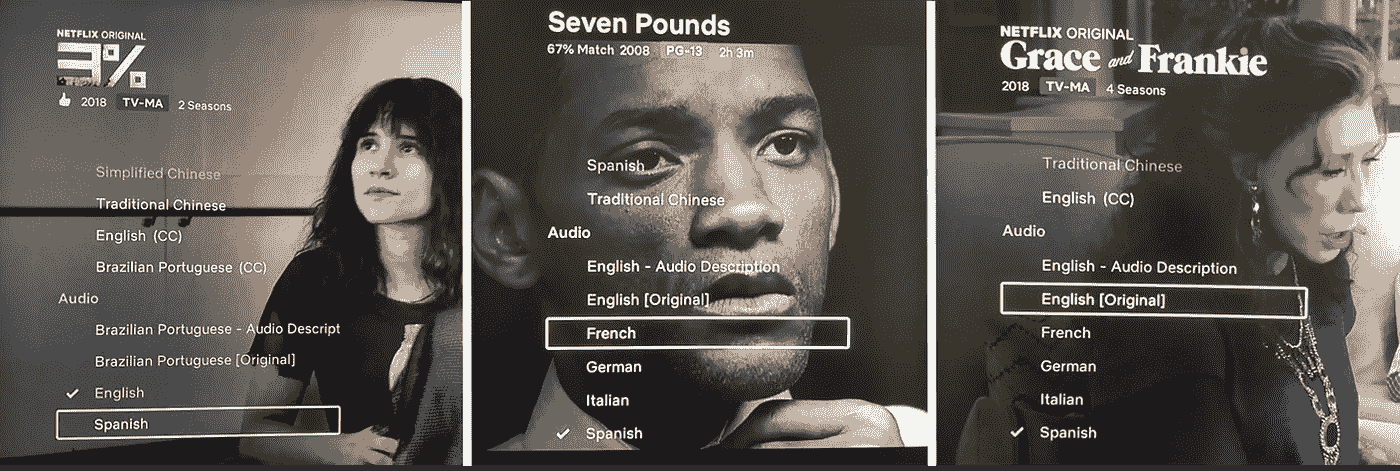 NETFLIX ORIGINAL
3%
2018 TV-MA 2 Seasons
Simplified Chinese
Traditional Chinese
English (CC)
Brazilian Portuguese (CC)
Audio
Brazilian Portuguese - Audio Descript
Brazilian Portuguese [Original]
English
Spanish
Seven Pounds
67% Match 2008 PG-13 2h 3m
Spanish
Traditional Chinese
Audio
English - Audio Description
English [Original]
French
German
Italian
Spanish
NETFLIX ORIGINAL
Grace and Frankie
2018 TV-MA 4 Seasons
Traditional Chinese
English (CC)
Audio
English - Audio Description
English [Original]
French
German
Italian
Spanish